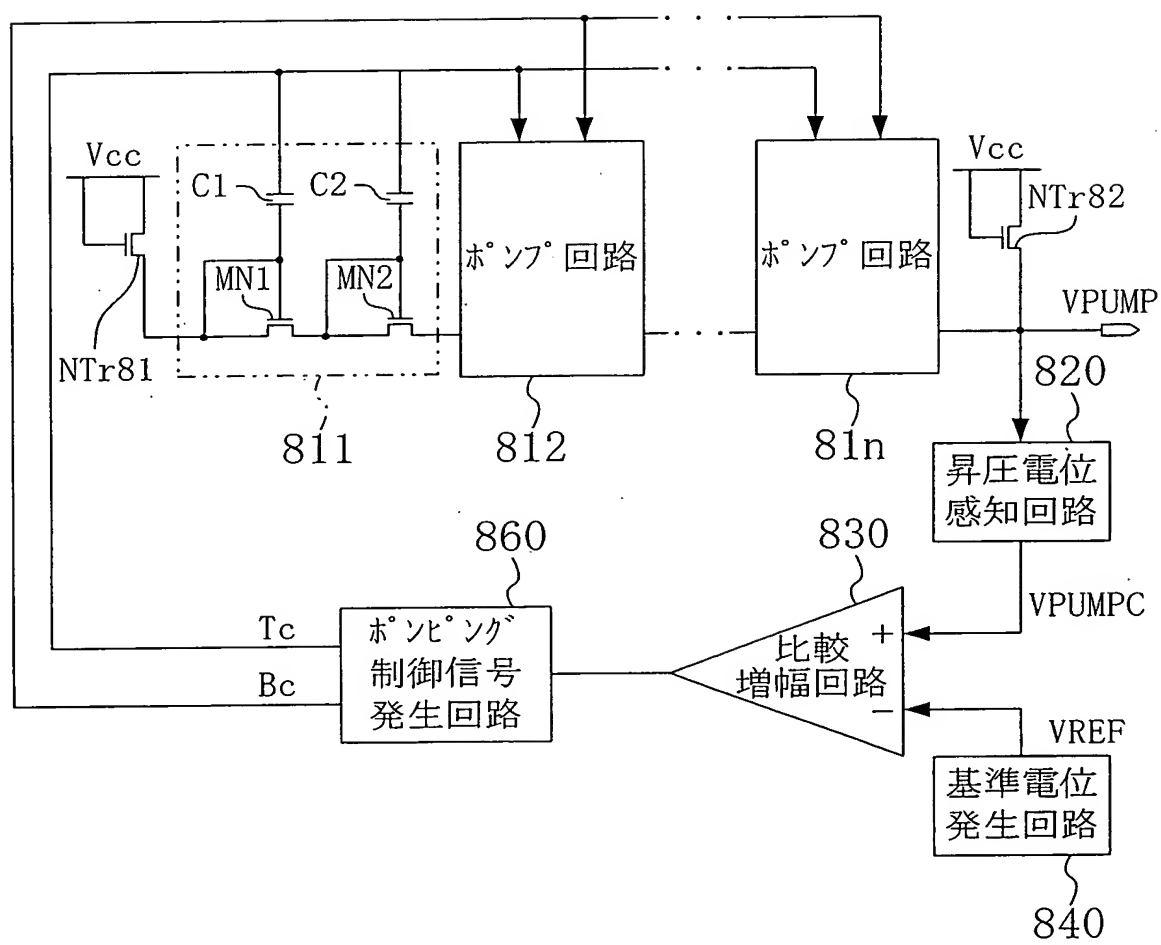 Vcc
C1
C2
MN1
MN2
NTr81
811
ﾎﾟﾝﾌﾟ回路
812
ﾎﾟﾝﾌﾟ回路
81n
Vcc
NTr82
VPUMP
820
昇圧電位
感知回路
VPUMPC
830
+
比較
増幅回路
−
VREF
基準電位
発生回路
840
860
ﾎﾟﾝﾋﾟﾝｸﾞ
制御信号
発生回路
Tc
Bc